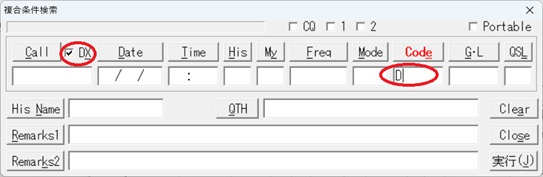 複合条件検索
CQ 1 2 Portable
Call DX Date Time His My Freq Mode Code G・L QSL
/ / : D
His Name QTH Clear
Remarks1 Close
Remarks2 実行(J)